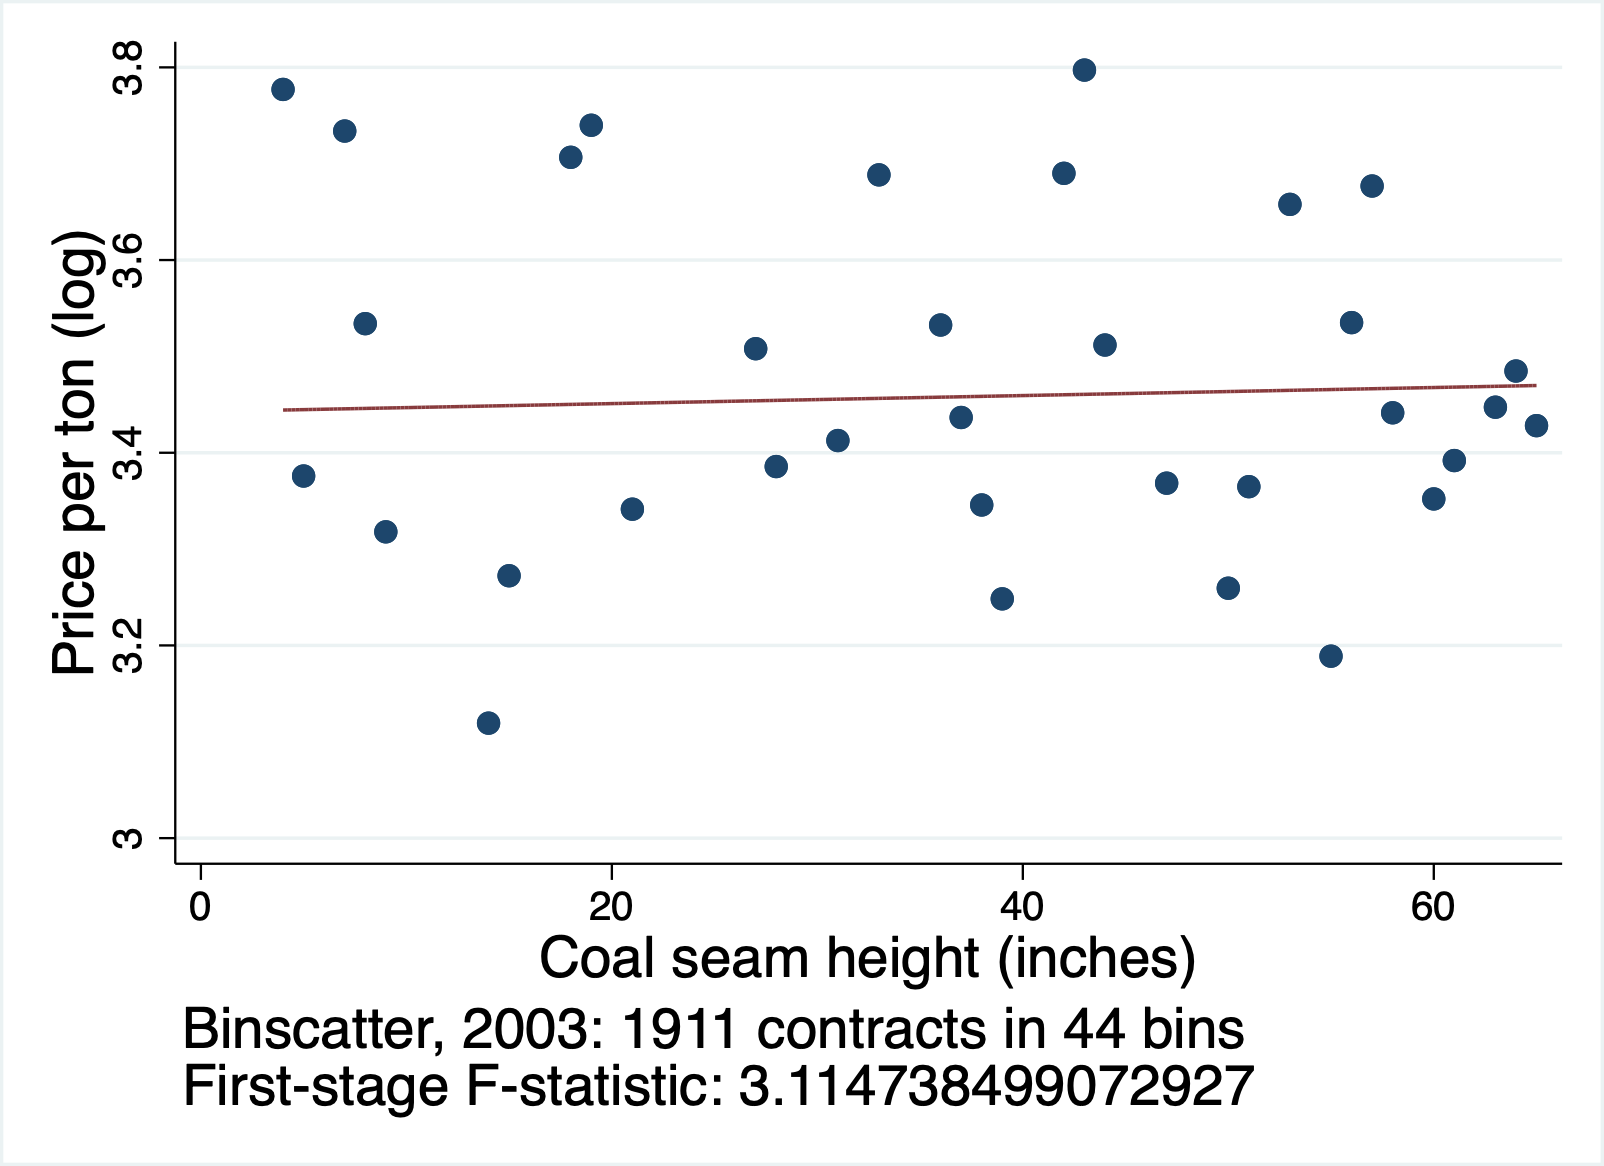 3.8
3.6
3.4
3.2
3
Price per ton (log)
0 20 40 60
Coal seam height (inches)
Binscatter, 2003: 1911 contracts in 44 bins
First-stage F-statistic: 3.114738499072927